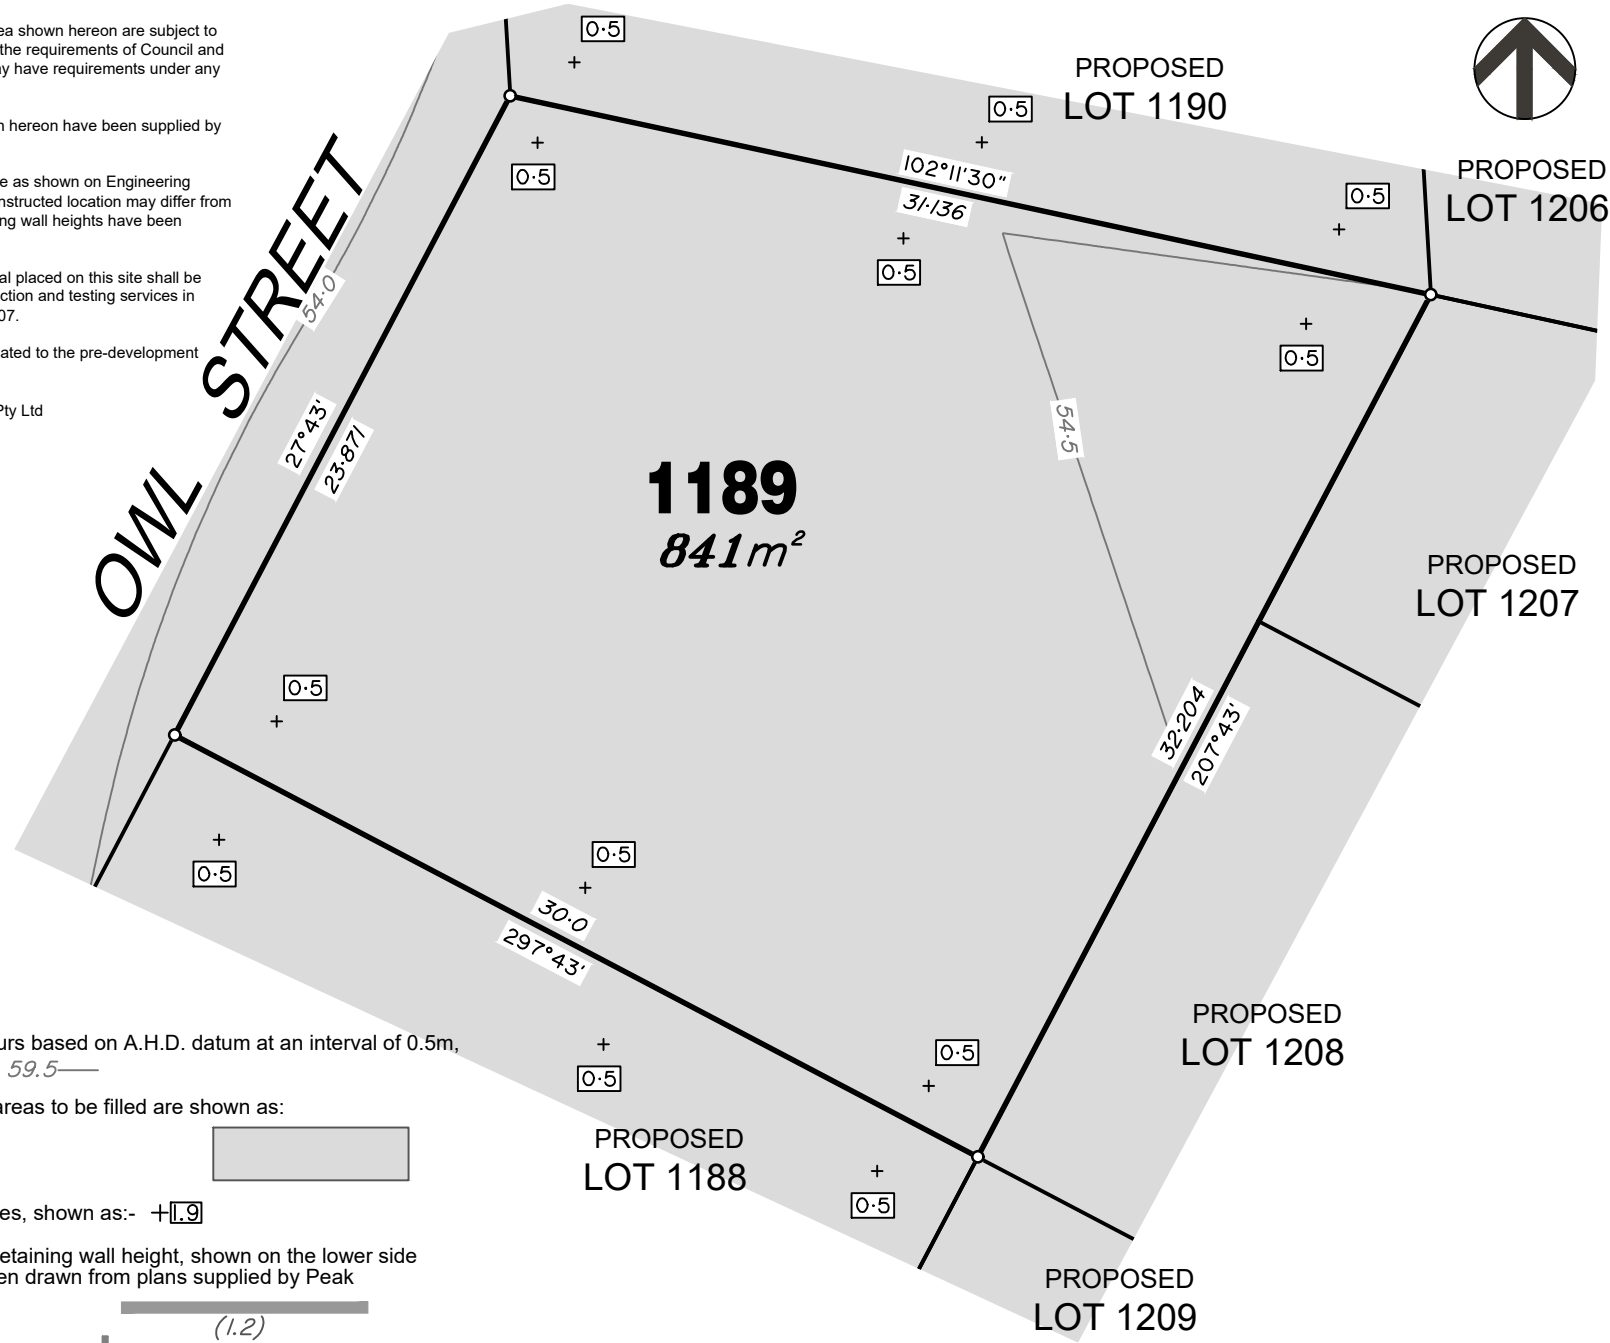 ea shown hereon are subject to
the requirements of Council and
y have requirements under any
n hereon have been supplied by
e as shown on Engineering
nstructed location may differ from
ng wall heights have been
al placed on this site shall be
ction and testing services in
07.
ated to the pre-development
Pty Ltd
OWL STREET
54·0
0·5
PROPOSED
LOT 1190
0·5
0·5
102°11'30"
31·136
PROPOSED
LOT 1206
0·5
0·5
0·5
27°43'
23·871
54·5
1189
841m²
PROPOSED
LOT 1207
0·5
32·204
207°43'
0·5
0·5
30·0
297°43'
0·5
0·5
PROPOSED
LOT 1208
PROPOSED
LOT 1188
0·5
PROPOSED
LOT 1209
urs based on A.H.D. datum at an interval of 0.5m,
59.5
areas to be filled are shown as:
es, shown as:- +1.9
etaining wall height, shown on the lower side
en drawn from plans supplied by Peak
(1.2)